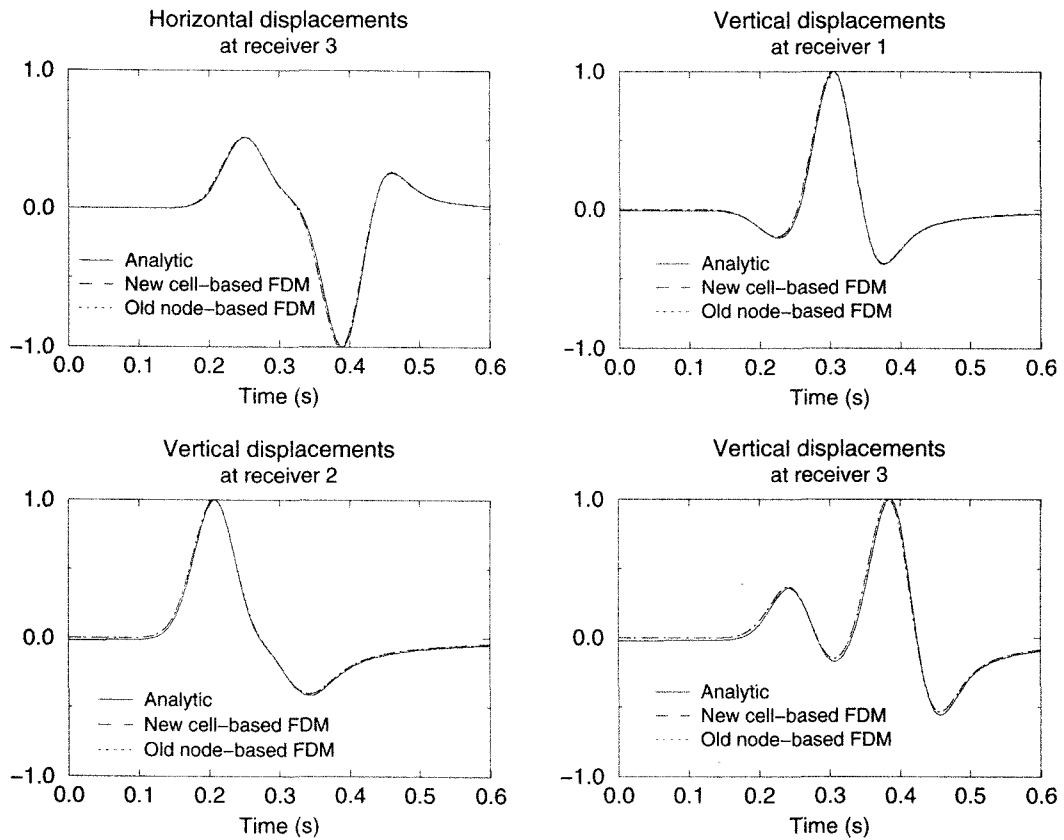 Horizontal displacements
at receiver 3
1.0
0.0
−1.0
Analytic
New cell−based FDM
Old node−based FDM
0.0 0.1 0.2 0.3 0.4 0.5 0.6
Time (s)
Vertical displacements
at receiver 1
1.0
0.0
−1.0
Analytic
New cell−based FDM
Old node−based FDM
0.0 0.1 0.2 0.3 0.4 0.5 0.6
Time (s)
Vertical displacements
at receiver 2
1.0
0.0
−1.0
Analytic
New cell−based FDM
Old node−based FDM
0.0 0.1 0.2 0.3 0.4 0.5 0.6
Time (s)
Vertical displacements
at receiver 3
1.0
0.0
−1.0
Analytic
New cell−based FDM
Old node−based FDM
0.0 0.1 0.2 0.3 0.4 0.5 0.6
Time (s)